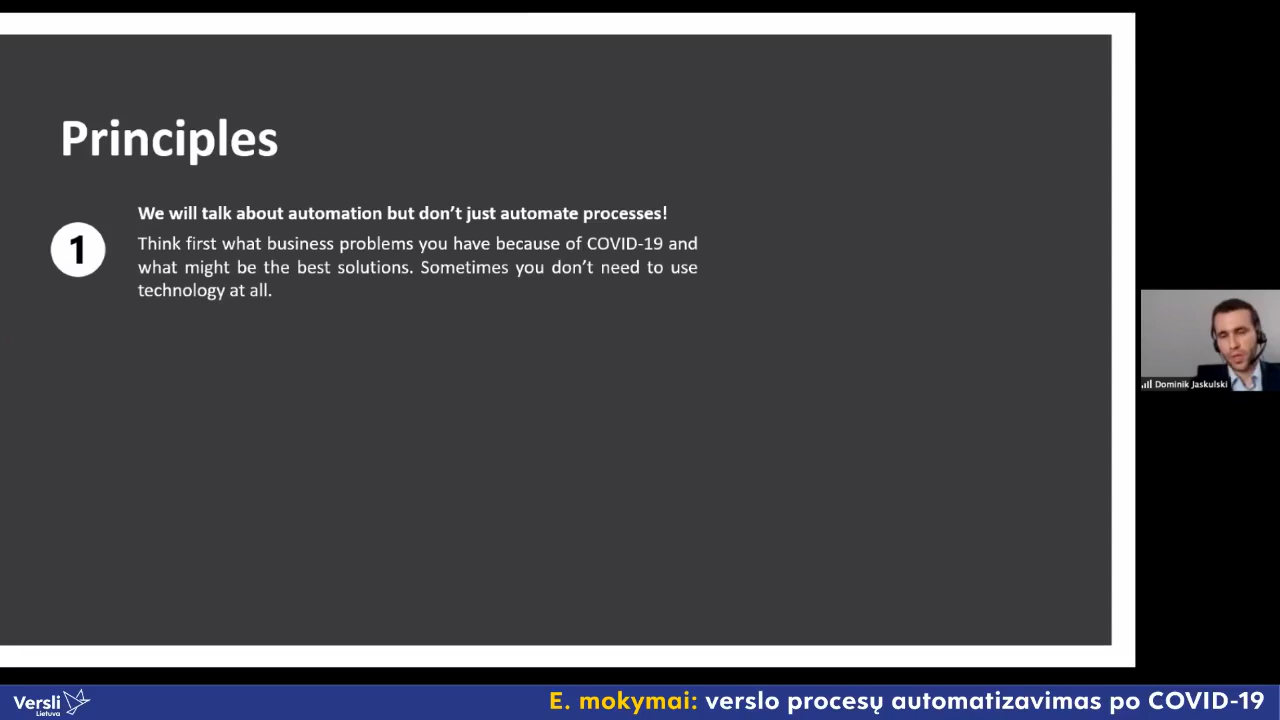 Principles
We will talk about automation but don't just automate processes!
1
Think first what business problems you have because of COVID-19 and
what might be the best solutions. Sometimes you don't need to use
technology at all.
Dominik Jaskulski
Versli
Lietuva
E. mokymai: verslo procesų automatizavimas po COVID-19